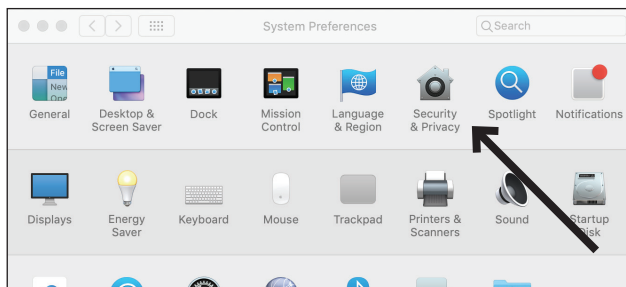 System Preferences
Search
File
New
General
Desktop &
Screen Saver
Dock
Mission
Control
Language
& Region
Security
& Privacy
Spotlight
Notifications
Displays
Energy
Saver
Keyboard
Mouse
Trackpad
Printers &
Scanners
Sound
Startup
Disk